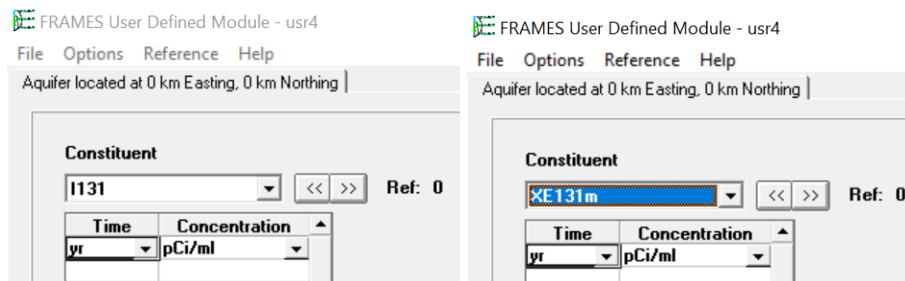 FRAMES User Defined Module - usr4
File Options Reference Help
Aquifer located at 0 km Easting, 0 km Northing
Constituent
I131 << >> Ref: 0
Time Concentration
yr pCi/ml
FRAMES User Defined Module - usr4
File Options Reference Help
Aquifer located at 0 km Easting, 0 km Northing
Constituent
XE131m << >> Ref: 0
Time Concentration
yr pCi/ml